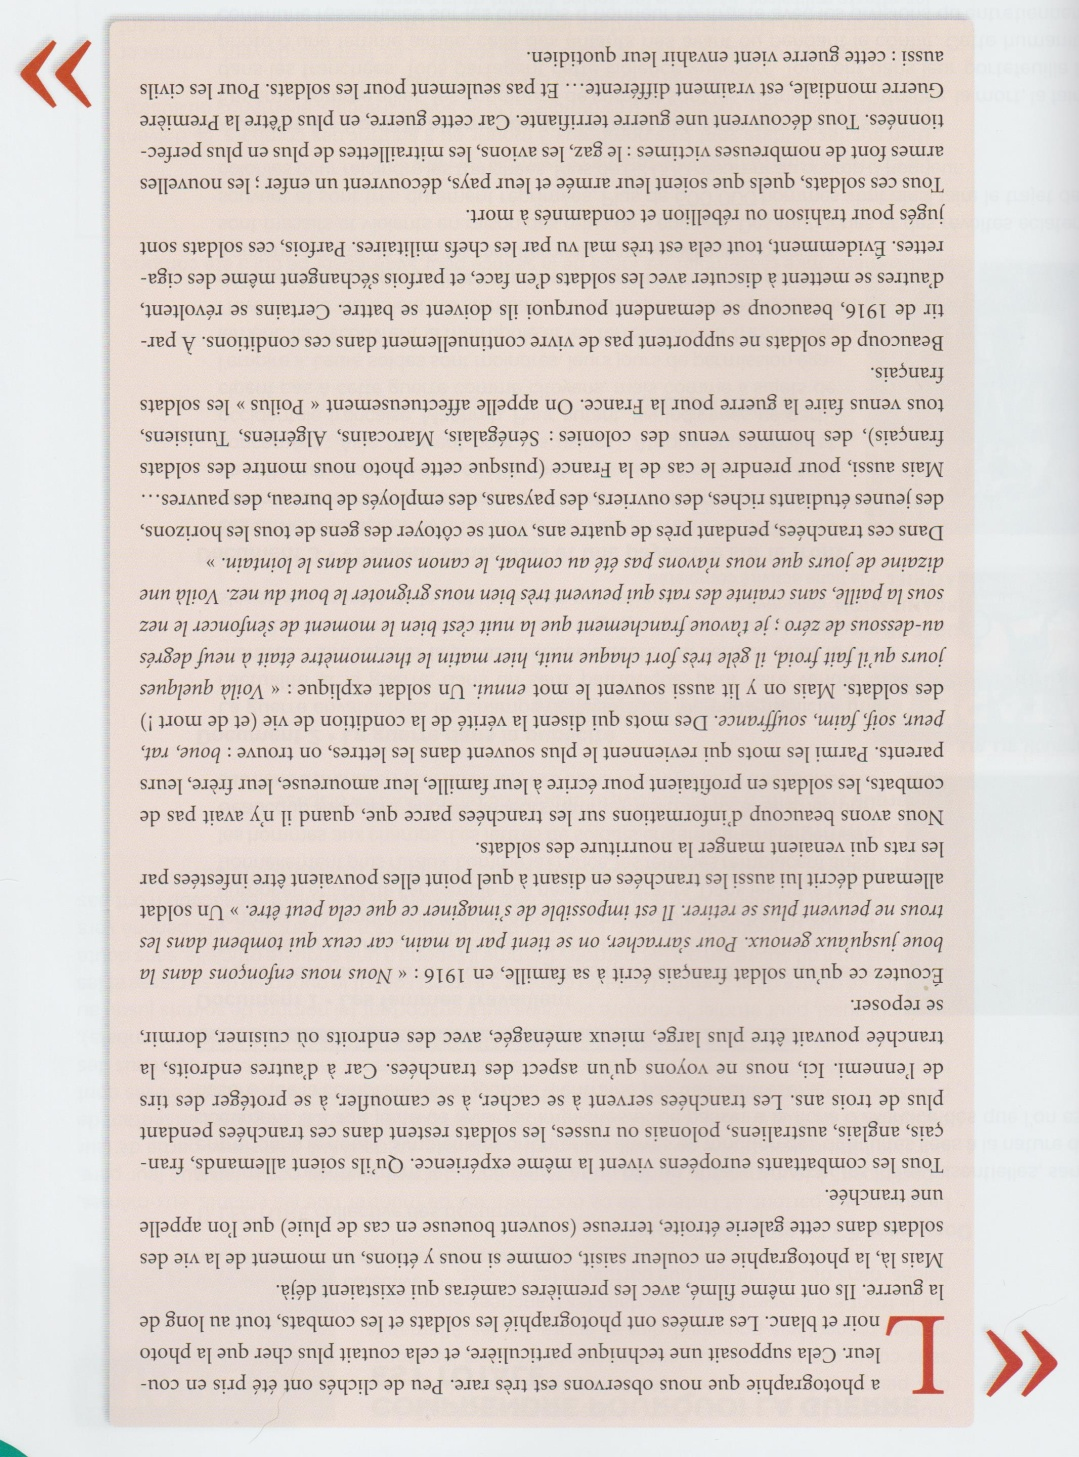 «
La photographie que nous observons est très rare. Peu de clichés ont été pris en cou-
leur. Cela supposait une technique particulière, et cela coutait plus cher que la photo
noir et blanc. Les armées ont photographié les soldats et les combats, tout au long de
la guerre. Ils ont même filmé, avec les premières caméras qui existaient déjà.
Mais là, la photographie en couleur saisit, comme si nous y étions, un moment de la vie des
soldats dans cette galerie étroite, terreuse (souvent boueuse en cas de pluie) que l'on appelle
une tranchée.
Tous les combattants européens vivent la même expérience. Qu'ils soient allemands, fran-
çais, anglais, australiens, polonais ou russes, les soldats restent dans ces tranchées pendant
plus de trois ans. Les tranchées servent à se cacher, à se camoufler, à se protéger des tirs
de l'ennemi. Ici, nous ne voyons qu'un aspect des tranchées. Car à d'autres endroits, la
tranchée pouvait être plus large, mieux aménagée, avec des endroits où cuisiner, dormir,
se reposer.
Écoutez ce qu'un soldat français écrit à sa famille, en 1916 : « Nous nous enfonçons dans la
boue jusqu'aux genoux. Pour s'arracher, on se tient par la main, car ceux qui tombent dans les
trous ne peuvent plus se retirer. Il est impossible de s'imaginer ce que cela peut être. » Un soldat
allemand décrit lui aussi les tranchées en disant à quel point elles pouvaient être infestées par
les rats qui venaient manger la nourriture des soldats.
Nous avons beaucoup d'informations sur les tranchées parce que, quand il n'y avait pas de
combats, les soldats en profitaient pour écrire à leur famille, leur amoureuse, leur frère, leurs
parents. Parmi les mots qui reviennent le plus souvent dans les lettres, on trouve : boue, rat,
peur, soif, faim, souffrance. Des mots qui disent la vérité de la condition de vie (et de mort !)
des soldats. Mais on y lit aussi souvent le mot ennui. Un soldat explique : « Voilà quelques
jours qu'il fait froid, il gèle très fort chaque nuit, hier matin le thermomètre était à neuf degrés
au-dessous de zéro ; je t'avoue franchement que la nuit c'est bien le moment de s'enfoncer le nez
sous la paille, sans crainte des rats qui peuvent très bien nous grignoter le bout du nez. Voilà une
dizaine de jours que nous n'avons pas été au combat, le canon sonne dans le lointain. »
Dans ces tranchées, pendant près de quatre ans, vont se côtoyer des gens de tous les horizons,
des jeunes étudiants riches, des ouvriers, des paysans, des employés de bureau, des pauvres…
Mais aussi, pour prendre le cas de la France (puisque cette photo nous montre des soldats
français), des hommes venus des colonies : Sénégalais, Marocains, Algériens, Tunisiens,
tous venus faire la guerre pour la France. On appelle affectueusement « Poilus » les soldats
français.
Beaucoup de soldats ne supportent pas de vivre continuellement dans ces conditions. À par-
tir de 1916, beaucoup se demandent pourquoi ils doivent se battre. Certains se révoltent,
d'autres se mettent à discuter avec les soldats d'en face, et parfois s'échangent même des ciga-
rettes. Évidemment, tout cela est très mal vu par les chefs militaires. Parfois, ces soldats sont
jugés pour trahison ou rébellion et condamnés à mort.
Tous ces soldats, quels que soient leur armée et leur pays, découvrent un enfer ; les nouvelles
armes font de nombreuses victimes : le gaz, les avions, les mitraillettes de plus en plus perfec-
tionnées. Tous découvrent une guerre terrifiante. Car cette guerre, en plus d'être la Première
Guerre mondiale, est vraiment différente… Et pas seulement pour les soldats. Pour les civils
aussi : cette guerre vient envahir leur quotidien.
»